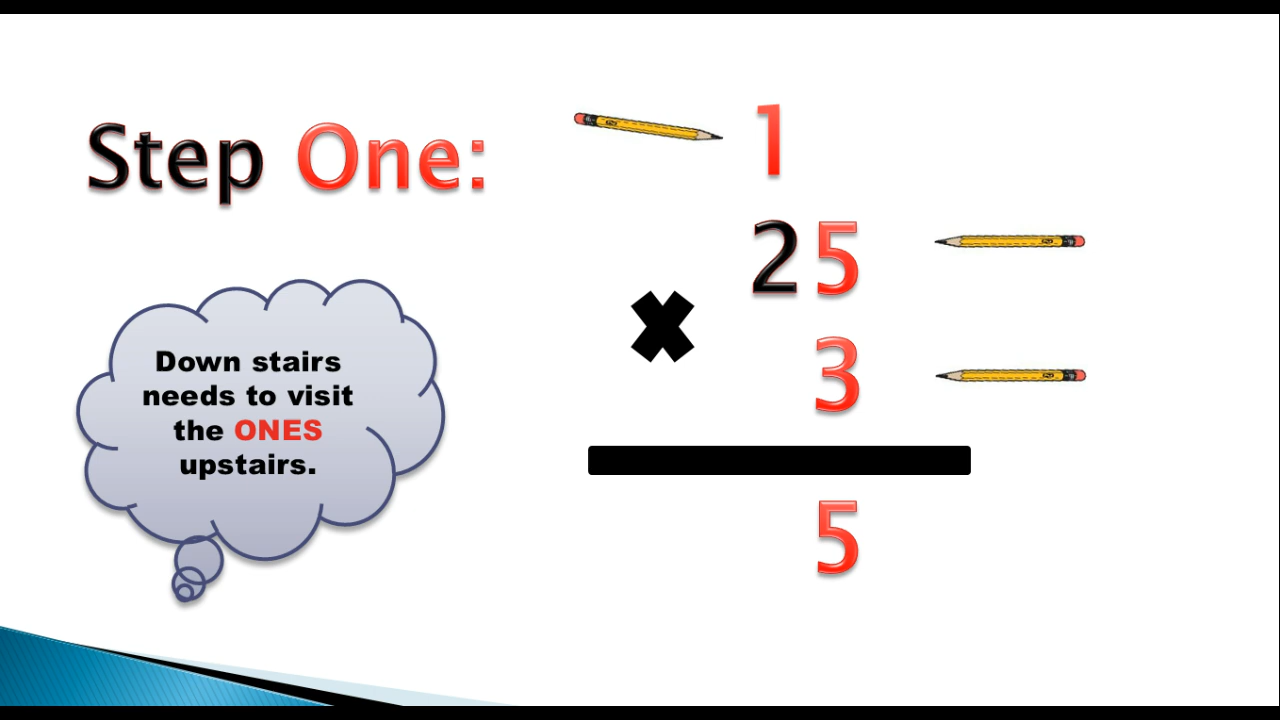 Step One:
1
25
× 3
5
Down stairs
needs to visit
the ONES
upstairs.